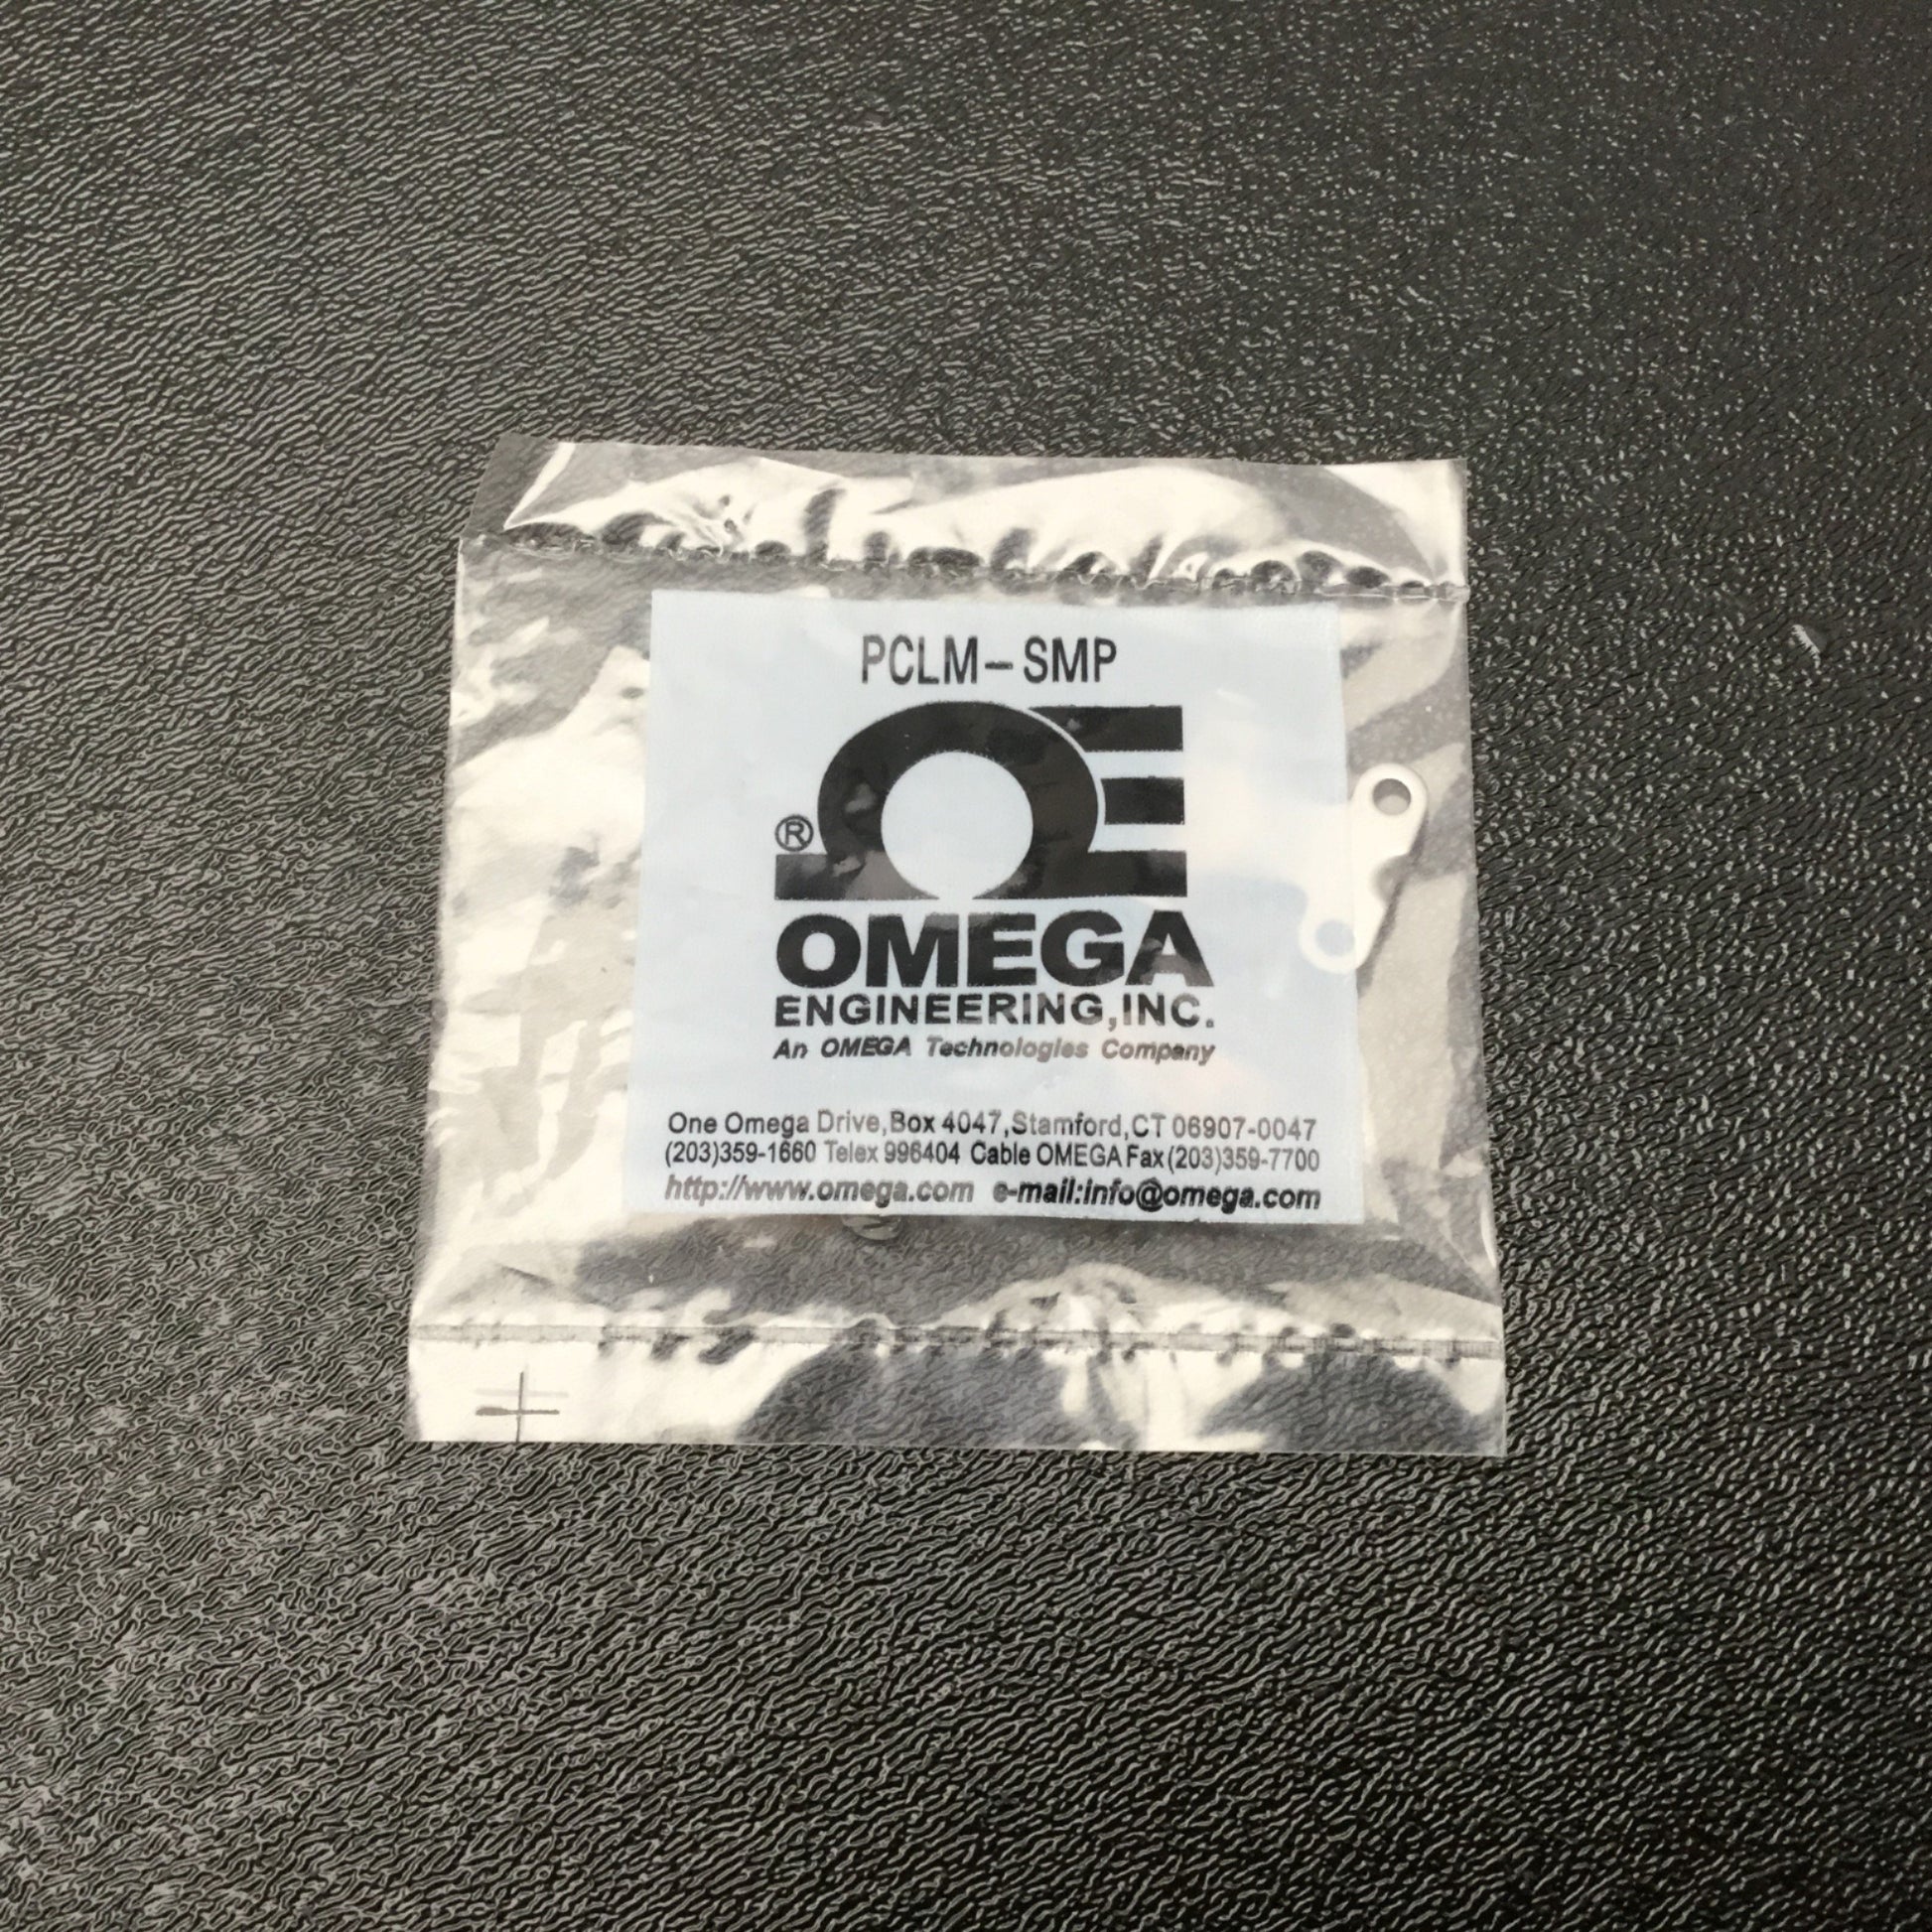 PCLM-SMP
®
OMEGA
ENGINEERING,INC.
An OMEGA Technologies Company
One Omega Drive,Box 4047,Stamford,CT 06907-0047
(203)359-1660 Telex 996404 Cable OMEGA Fax(203)359-7700
http://www.omega.com e-mail:info@omega.com